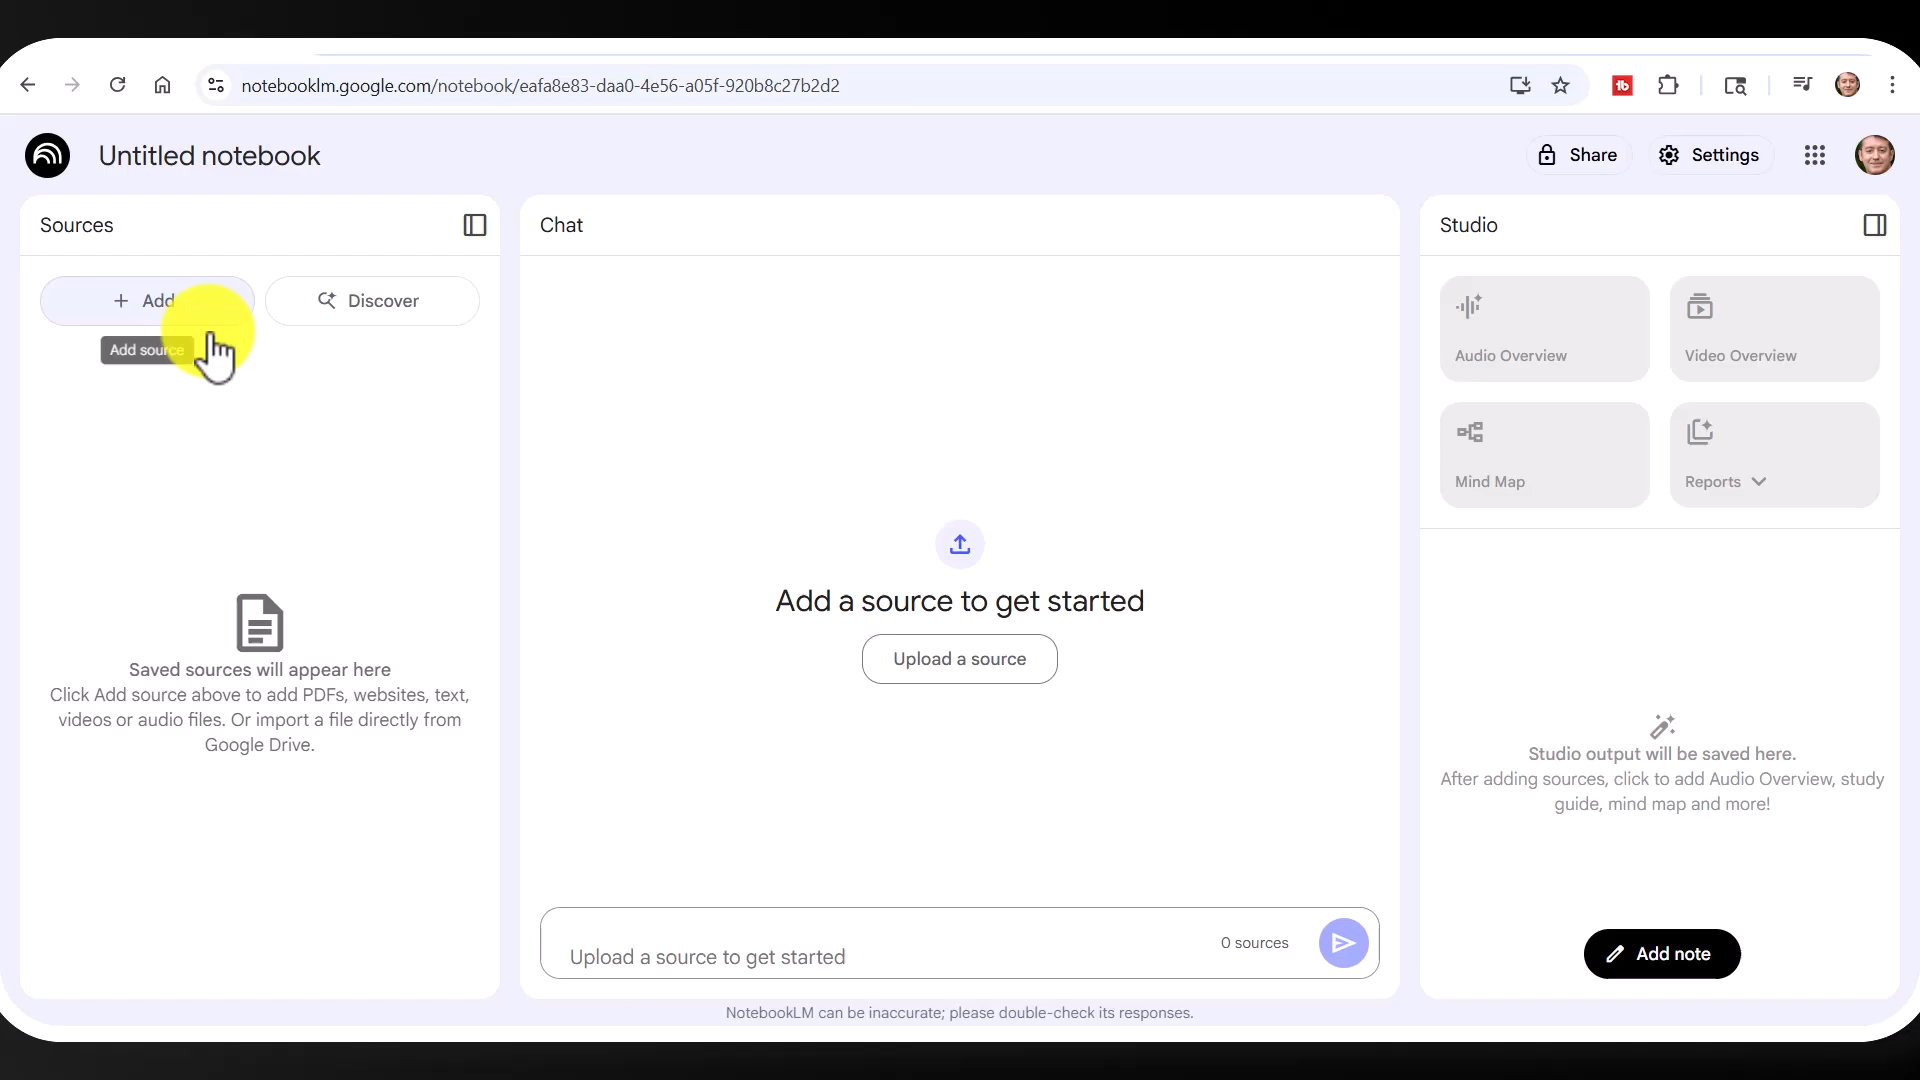 notebooklm.google.com/notebook/eafa8e83-daa0-4e56-a05f-920b8c27b2d2
Untitled notebook
Share
Settings
Sources
Add
Discover
Add source
Saved sources will appear here
Click Add source above to add PDFs, websites, text,
videos or audio files. Or import a file directly from
Google Drive.
Chat
Add a source to get started
Upload a source
Upload a source to get started
0 sources
NotebookLM can be inaccurate; please double-check its responses.
Studio
Audio Overview
Video Overview
Mind Map
Reports
Studio output will be saved here.
After adding sources, click to add Audio Overview, study
guide, mind map and more!
Add note